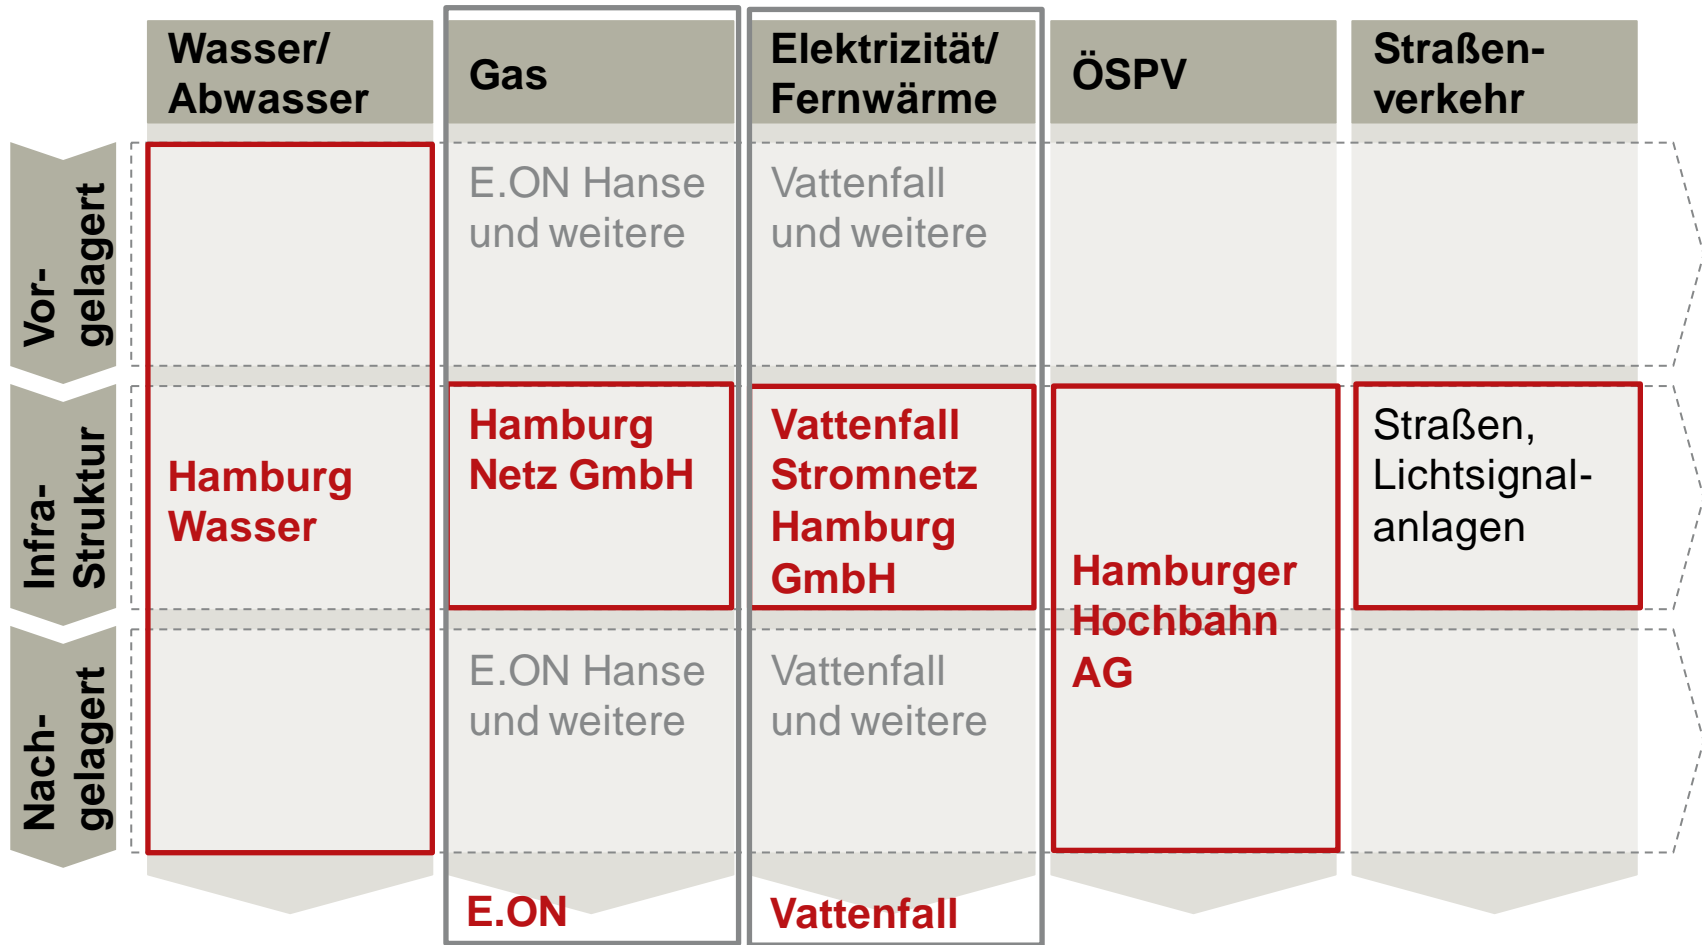 Wasser/
Abwasser
Gas
Elektrizität/
Fernwärme
ÖSPV
Straßen-
verkehr
Vor-
gelagert
E.ON Hanse
und weitere
Vattenfall
und weitere
Infra-
Struktur
Hamburg
Wasser
Hamburg
Netz GmbH
Vattenfall
Stromnetz
Hamburg
GmbH
Hamburger
Hochbahn
AG
Straßen,
Lichtsignal-
anlagen
Nach-
gelagert
E.ON Hanse
und weitere
Vattenfall
und weitere
E.ON
Vattenfall